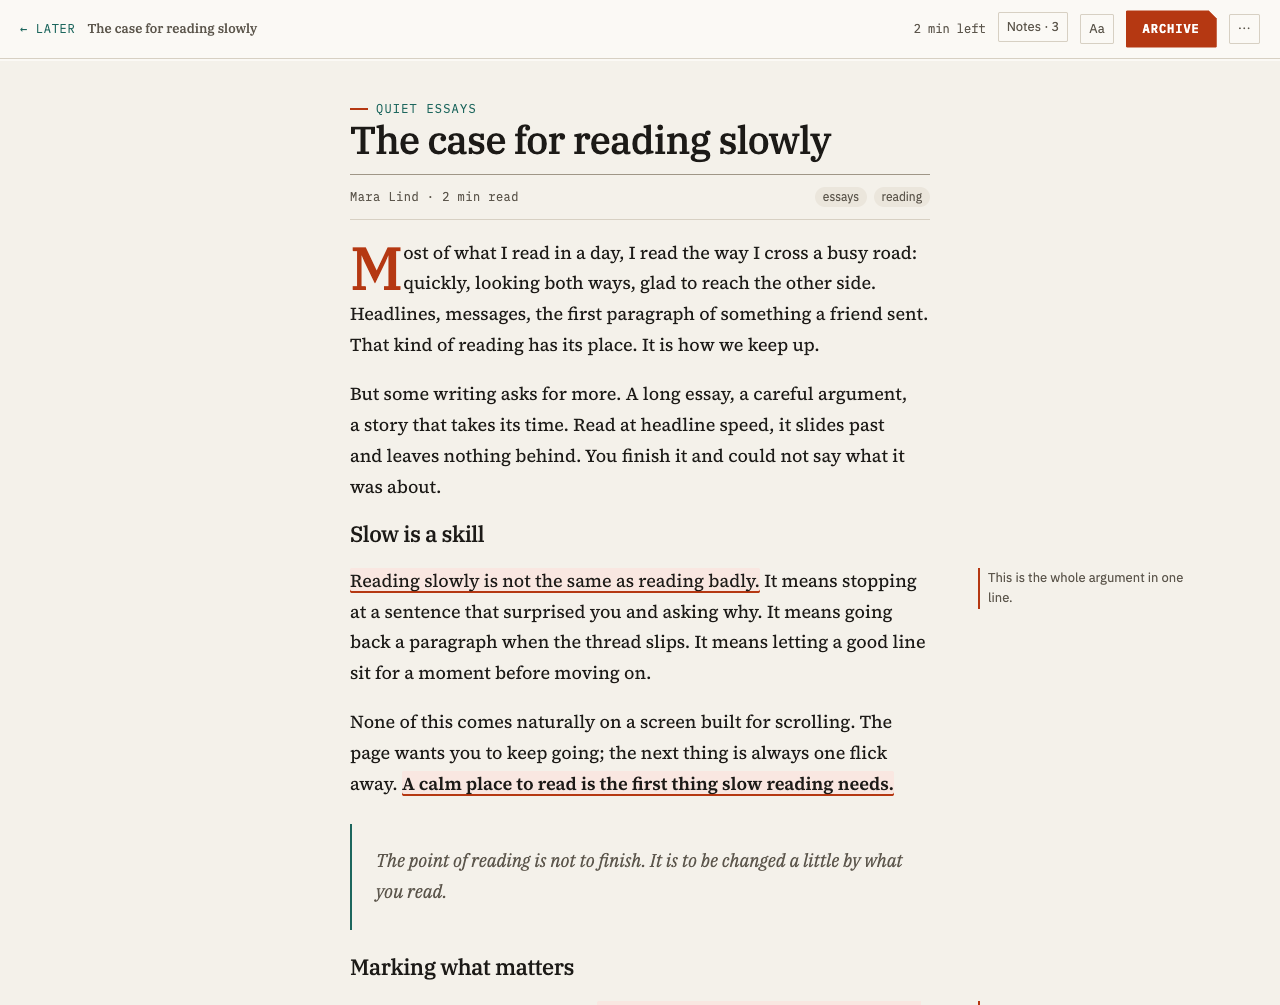 ← LATER The case for reading slowly 2 min left Notes · 3 Aa ARCHIVE ···
QUIET ESSAYS
The case for reading slowly
Mara Lind · 2 min read essays reading
Most of what I read in a day, I read the way I cross a busy road:
quickly, looking both ways, glad to reach the other side.
Headlines, messages, the first paragraph of something a friend sent.
That kind of reading has its place. It is how we keep up.
But some writing asks for more. A long essay, a careful argument,
a story that takes its time. Read at headline speed, it slides past
and leaves nothing behind. You finish it and could not say what it
was about.
Slow is a skill
Reading slowly is not the same as reading badly. It means stopping
at a sentence that surprised you and asking why. It means going
back a paragraph when the thread slips. It means letting a good line
sit for a moment before moving on.
This is the whole argument in one
line.
None of this comes naturally on a screen built for scrolling. The
page wants you to keep going; the next thing is always one flick
away. A calm place to read is the first thing slow reading needs.
The point of reading is not to finish. It is to be changed a little by what
you read.
Marking what matters